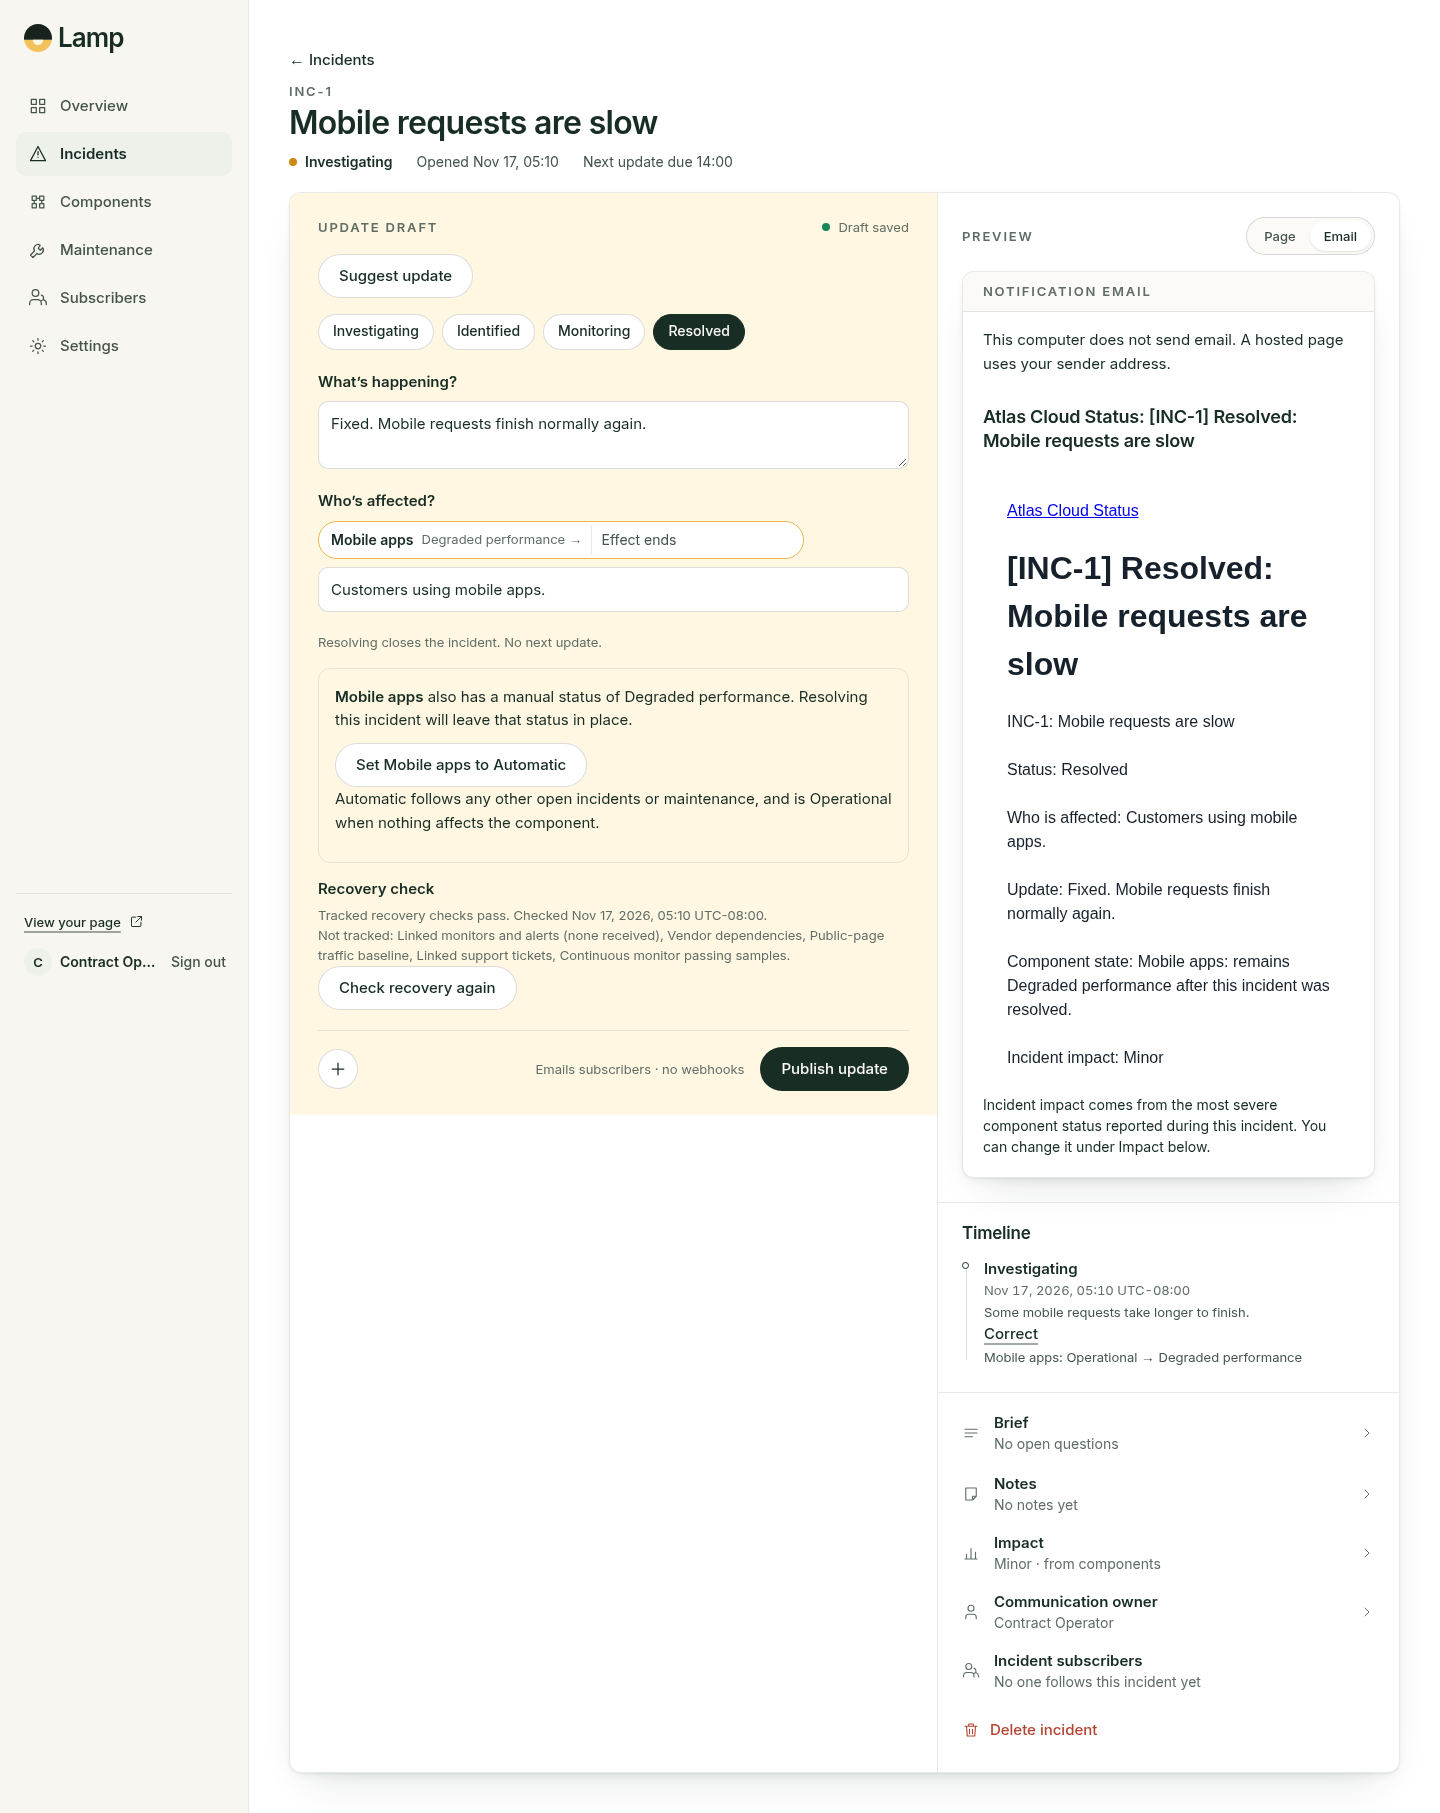 Lamp
Overview
Incidents
Components
Maintenance
Subscribers
Settings
View your page
C
Contract Op...
Sign out
← Incidents
INC-1
Mobile requests are slow
Investigating
Opened Nov 17, 05:10
Next update due 14:00
UPDATE DRAFT
Draft saved
Suggest update
Investigating
Identified
Monitoring
Resolved
What's happening?
Fixed. Mobile requests finish normally again.
Who's affected?
Mobile apps Degraded performance →
Effect ends
Customers using mobile apps.
Resolving closes the incident. No next update.
Mobile apps also has a manual status of Degraded performance. Resolving
this incident will leave that status in place.
Set Mobile apps to Automatic
Automatic follows any other open incidents or maintenance, and is Operational
when nothing affects the component.
Recovery check
Tracked recovery checks pass. Checked Nov 17, 2026, 05:10 UTC-08:00.
Not tracked: Linked monitors and alerts (none received), Vendor dependencies, Public-page
traffic baseline, Linked support tickets, Continuous monitor passing samples.
Check recovery again
Emails subscribers · no webhooks
Publish update
PREVIEW
Page
Email
NOTIFICATION EMAIL
This computer does not send email. A hosted page
uses your sender address.
Atlas Cloud Status: [INC-1] Resolved:
Mobile requests are slow
Atlas Cloud Status
[INC-1] Resolved:
Mobile requests are
slow
INC-1: Mobile requests are slow
Status: Resolved
Who is affected: Customers using mobile
apps.
Update: Fixed. Mobile requests finish
normally again.
Component state: Mobile apps: remains
Degraded performance after this incident was
resolved.
Incident impact: Minor
Incident impact comes from the most severe
component status reported during this incident. You
can change it under Impact below.
Timeline
Investigating
Nov 17, 2026, 05:10 UTC-08:00
Some mobile requests take longer to finish.
Correct
Mobile apps: Operational → Degraded performance
Brief
No open questions
Notes
No notes yet
Impact
Minor · from components
Communication owner
Contract Operator
Incident subscribers
No one follows this incident yet
Delete incident